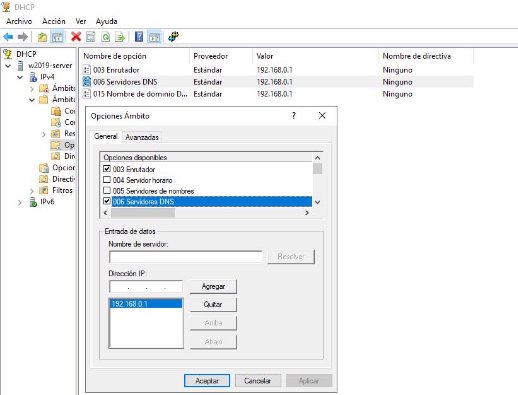 DHCP
Archivo Acción Ver Ayuda
DHCP
w2019-server
IPv4
Ámbito
Ámbito
Co
Co
Res
Op
Dir
Opcion
Directiv
Filtros
IPv6
Nombre de opción Proveedor Valor Nombre de directiva
003 Enrutador Estándar 192.168.0.1 Ninguno
006 Servidores DNS Estándar 192.168.0.1 Ninguno
015 Nombre de dominio D... Estándar 192.168.0.1 Ninguno
Opciones Ámbito ? ×
General Avanzadas
Opciones disponibles
003 Enrutador
004 Servidor horario
005 Servidores de nombres
006 Servidores DNS
Entrada de datos
Nombre de servidor:
Resolver
Dirección IP:
. . . Agregar
192.168.0.1 Quitar
Arriba
Abajo
Aceptar Cancelar Aplicar